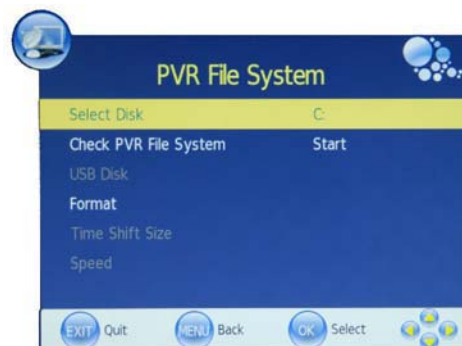 PVR File System
Select Disk C:
Check PVR File System Start
USB Disk
Format
Time Shift Size
Speed
EXIT Quit MENU Back OK Select